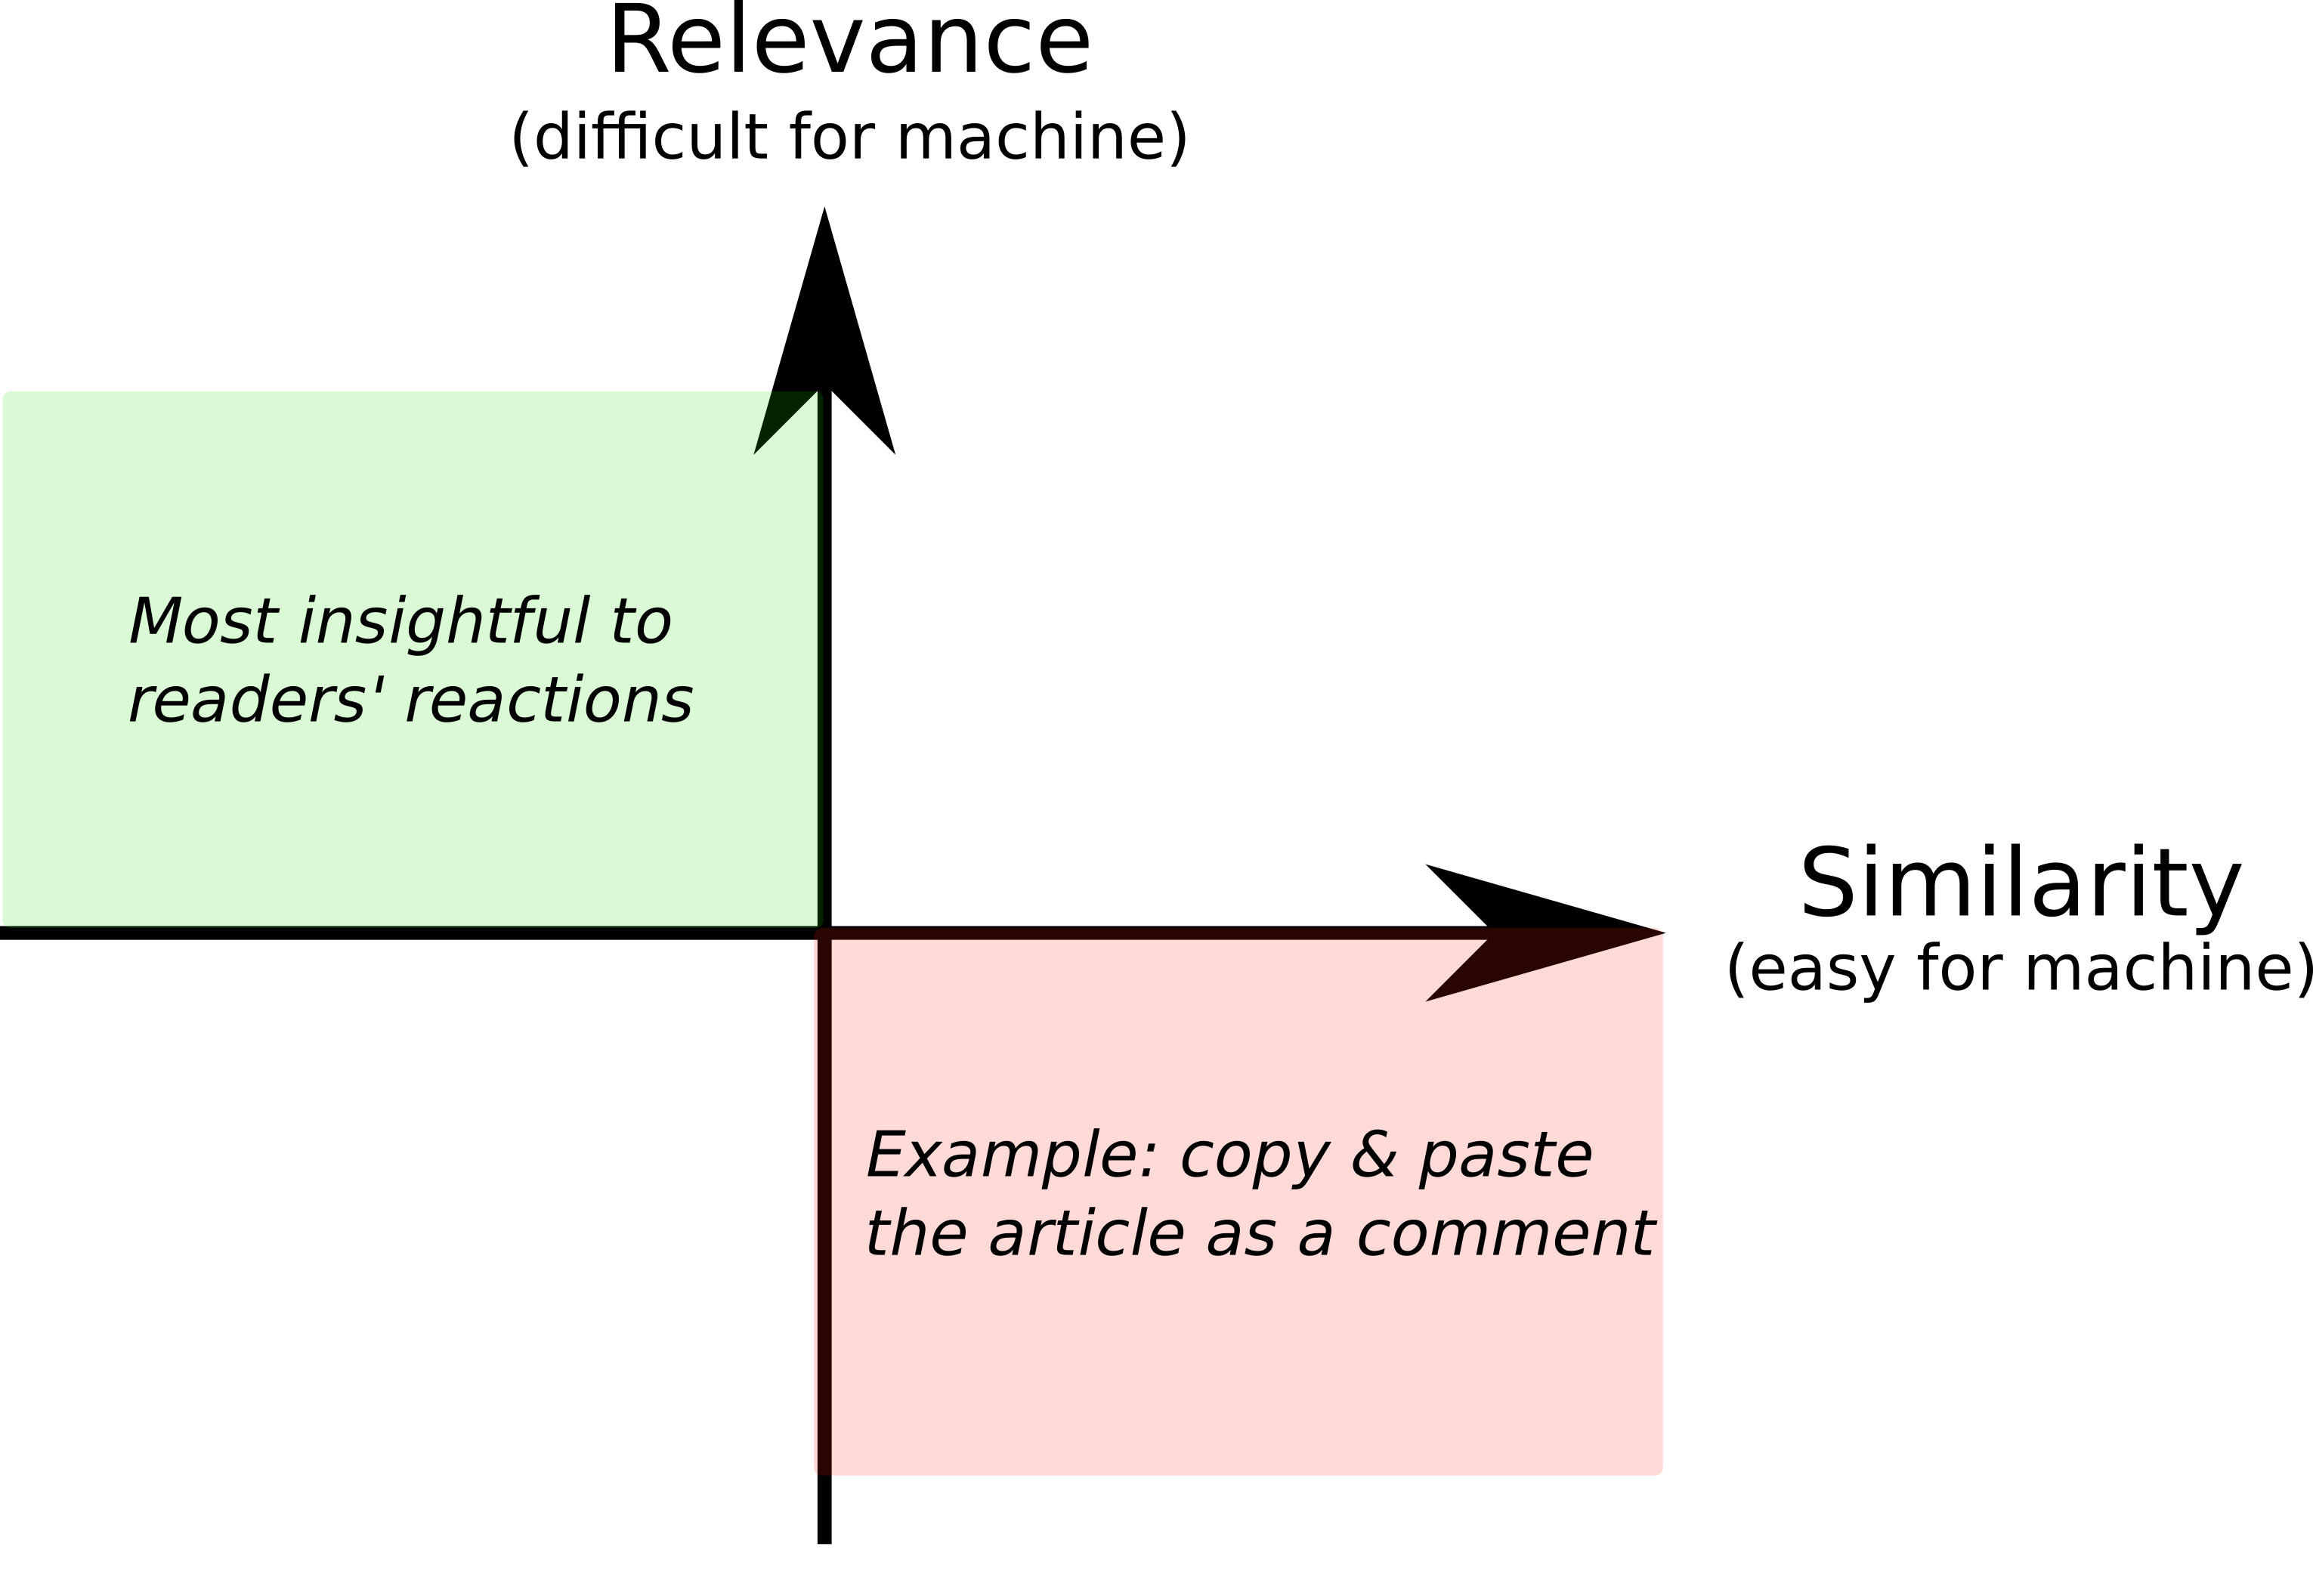 Relevance
(difficult for machine)
Most insightful to
readers' reactions
Similarity
(easy for machine)
Example: copy & paste
the article as a comment